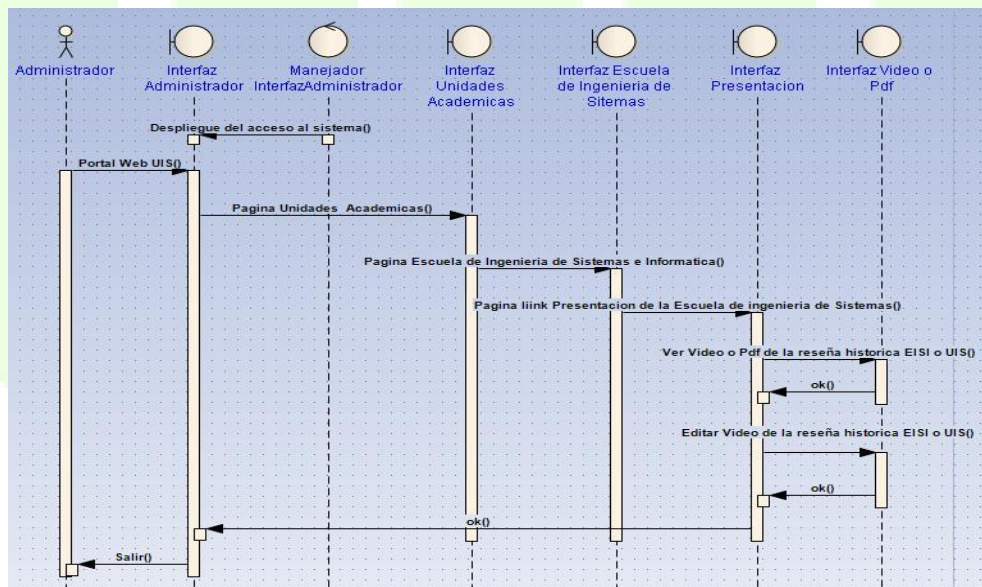 Administrador
Interfaz
Administrador
Manejador
InterfazAdministrador
Interfaz
Unidades
Academicas
Interfaz Escuela
de Ingenieria de
Sitemas
Interfaz
Presentacion
Interfaz Video o
Pdf
Despliegue del acceso al sistema()
Portal Web UIS()
Pagina Unidades Academicas()
Pagina Escuela de Ingenieria de Sistemas e Informatica()
Pagina liink Presentacion de la Escuela de ingenieria de Sistemas()
Ver Video o Pdf de la reseña historica EISI o UIS()
ok()
Editar Video de la reseña historica EISI o UIS()
ok()
ok()
Salir()